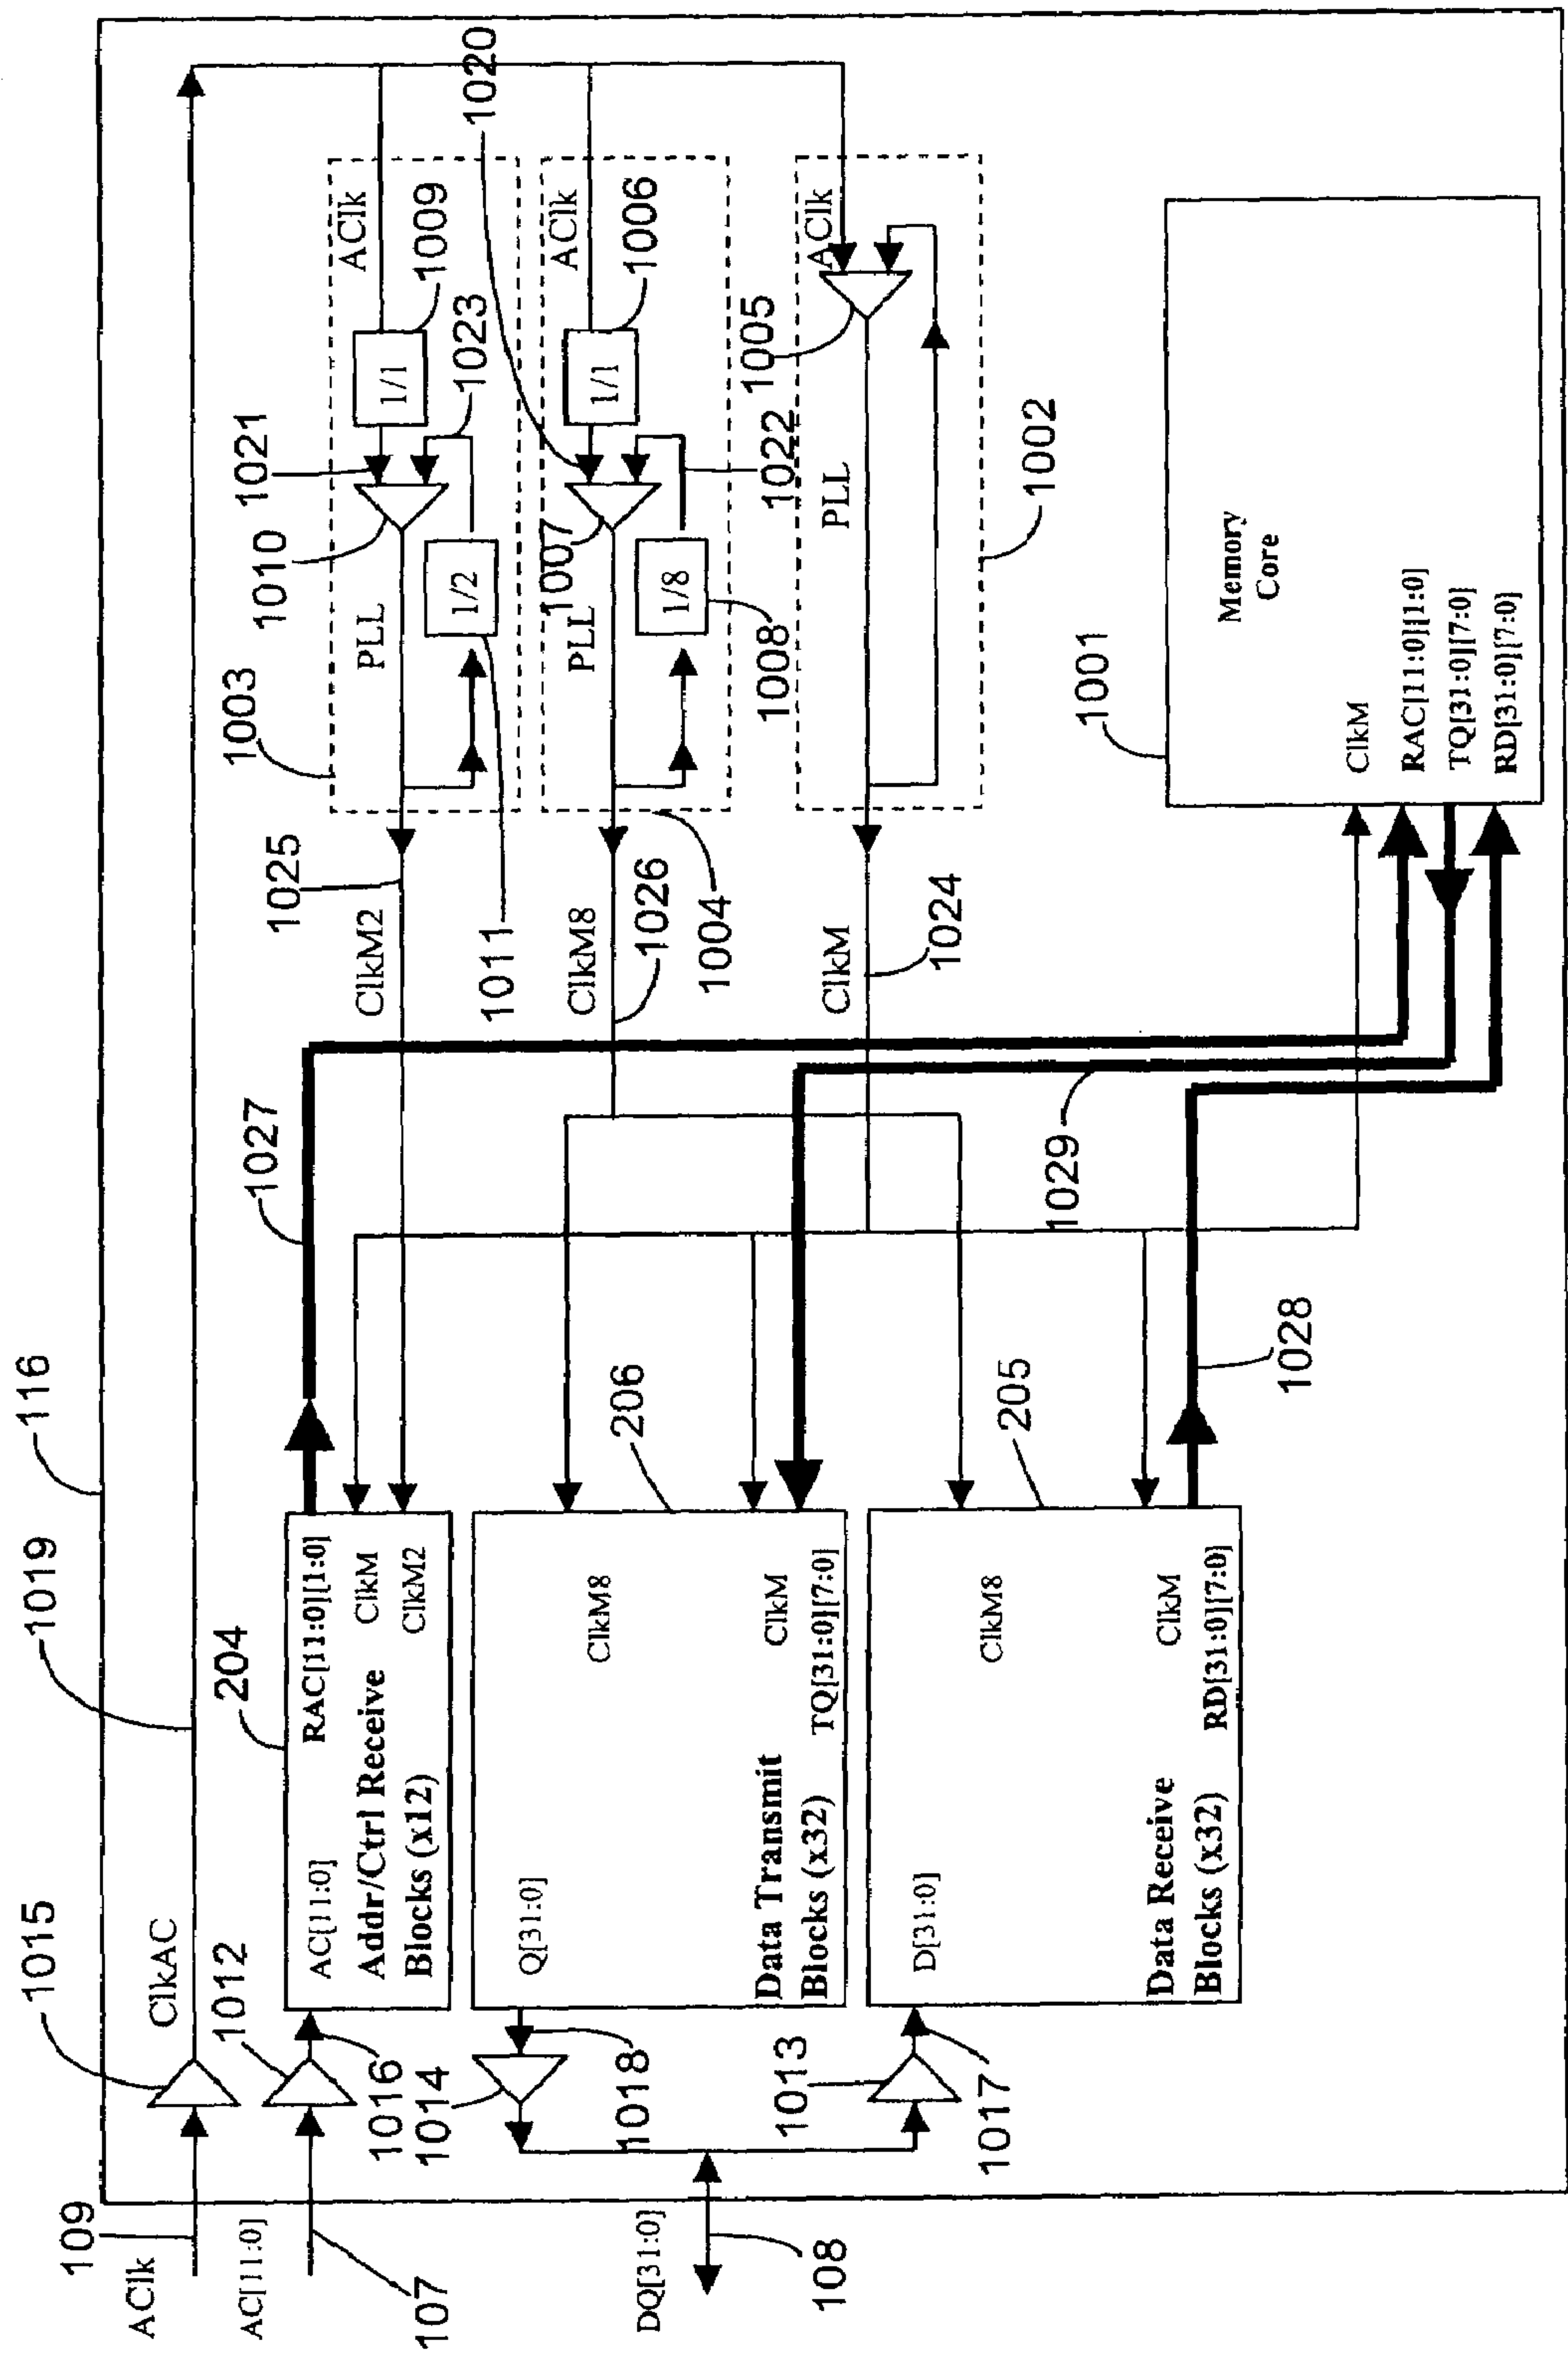 116
1019
1015
109
AClk
ClkAC
AC[11:0]
107
1012
1016
204
AC[11:0]
RAC[11:0][1:0]
Addr/Ctrl Receive
Blocks (x12)
ClkM
ClkM2
1027
1014
1018
Q[31:0]
ClkM8
206
Data Transmit
Blocks (x32)
ClkM
TQ[31:0][7:0]
DQ[31:0]
108
1013
1017
D[31:0]
ClkM8
205
Data Receive
Blocks (x32)
ClkM
RD[31:0][7:0]
1028
1029
1025
ClkM2
1003
PLL
1010
1021
1023
1/2
1011
1/1
1009
AClk
1020
ClkM8
1026
1004
PLL
1007
1/8
1008
1022
1/1
1006
AClk
ClkM
1024
PLL
1005
AClk
1002
1001
Memory
Core
ClkM
RAC[11:0][1:0]
TQ[31:0][7:0]
RD[31:0][7:0]